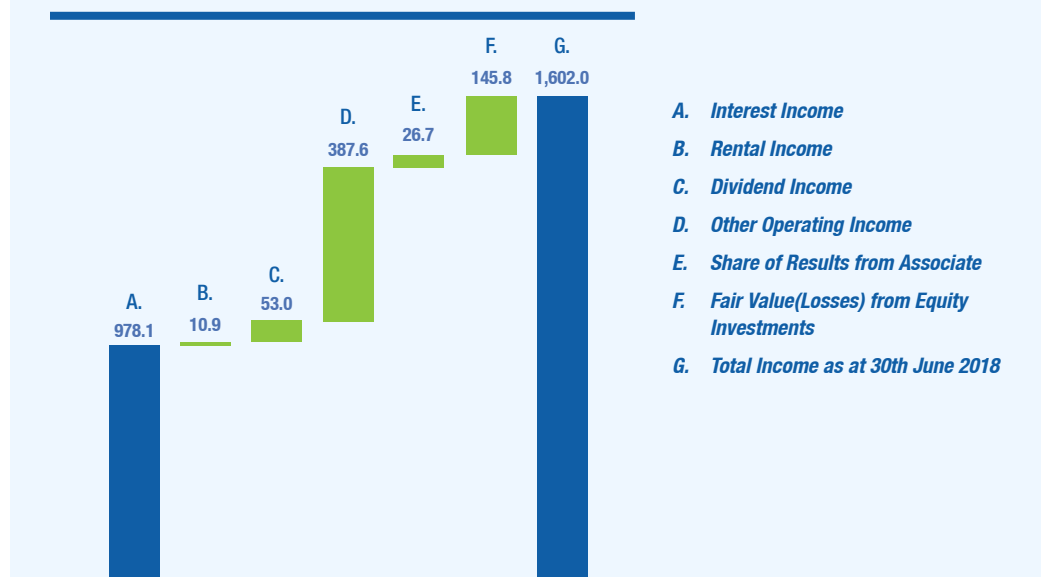 F.
G.
145.8
1,602.0
E.
26.7
D.
387.6
C.
53.0
B.
10.9
A.
978.1
A. Interest Income
B. Rental Income
C. Dividend Income
D. Other Operating Income
E. Share of Results from Associate
F. Fair Value(Losses) from Equity
Investments
G. Total Income as at 30th June 2018